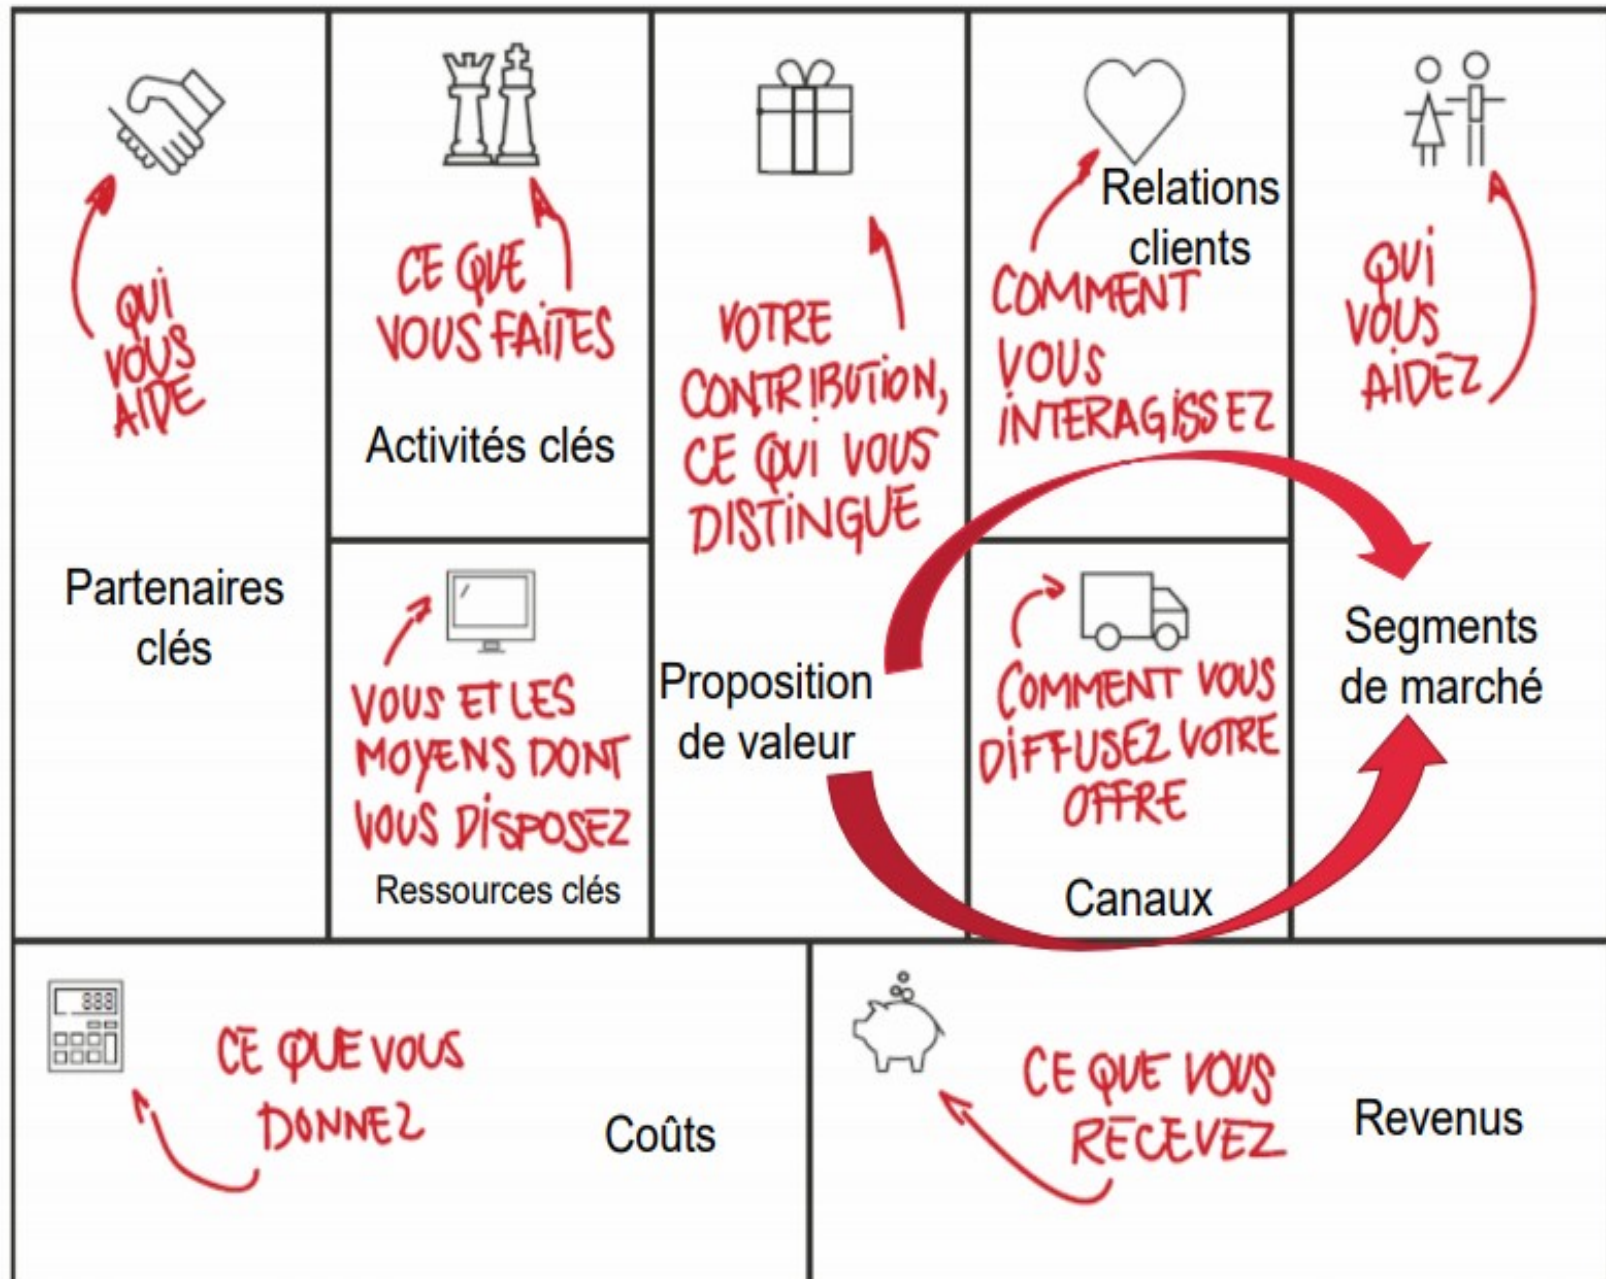 QUI
VOUS
AIDE
Partenaires
clés
CE QUE
VOUS FAITES
Activités clés
VOUS ET LES
MOYENS DONT
VOUS DISPOSEZ
Ressources clés
VOTRE
CONTRIBUTION,
CE QUI VOUS
DISTINGUE
Proposition
de valeur
Relations
clients
COMMENT
VOUS
INTERAGISSEZ
COMMENT VOUS
DIFFUSEZ VOTRE
OFFRE
Canaux
QUI
VOUS
AIDEZ
Segments
de marché
888
CE QUE VOUS
DONNEZ
Coûts
CE QUE VOUS
RECEVEZ
Revenus